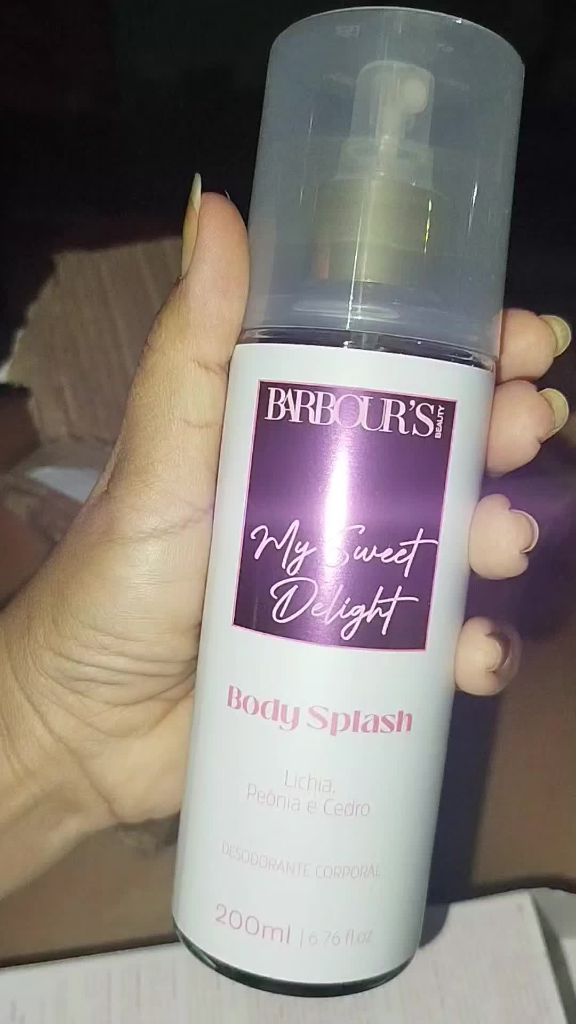 BARBOUR'S
BEAUTY
My Sweet
Delight
Body Splash
Lichia,
Peônia e Cedro
DESODORANTE CORPORAL
200ml | 6.76 fl.oz